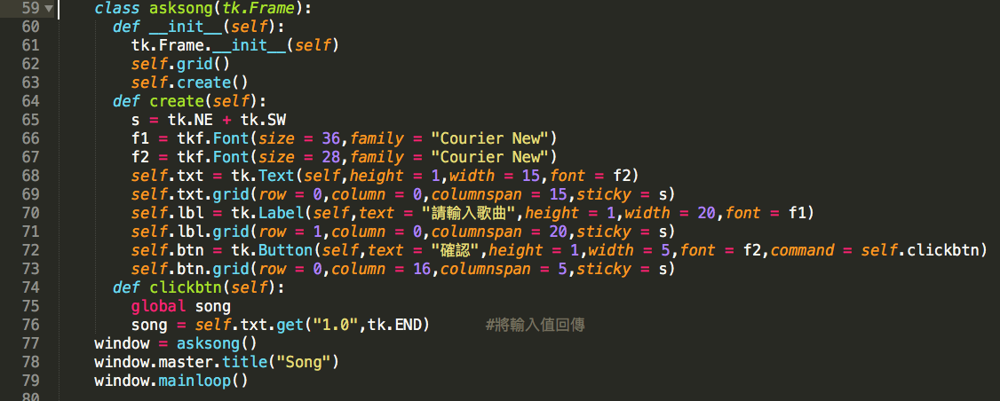 59 class asksong(tk.Frame):
60 def __init__(self):
61 tk.Frame.__init__(self)
62 self.grid()
63 self.create()
64 def create(self):
65 s = tk.NE + tk.SW
66 f1 = tkf.Font(size = 36,family = "Courier New")
67 f2 = tkf.Font(size = 28,family = "Courier New")
68 self.txt = tk.Text(self,height = 1,width = 15,font = f2)
69 self.txt.grid(row = 0,column = 0,columnspan = 15,sticky = s)
70 self.lbl = tk.Label(self,text = "請輸入歌曲",height = 1,width = 20,font = f1)
71 self.lbl.grid(row = 1,column = 0,columnspan = 20,sticky = s)
72 self.btn = tk.Button(self,text = "確認",height = 1,width = 5,font = f2,command = self.clickbtn)
73 self.btn.grid(row = 0,column = 16,columnspan = 5,sticky = s)
74 def clickbtn(self):
75 global song
76 song = self.txt.get("1.0",tk.END) #將輸入值回傳
77 window = asksong()
78 window.master.title("Song")
79 window.mainloop()
80